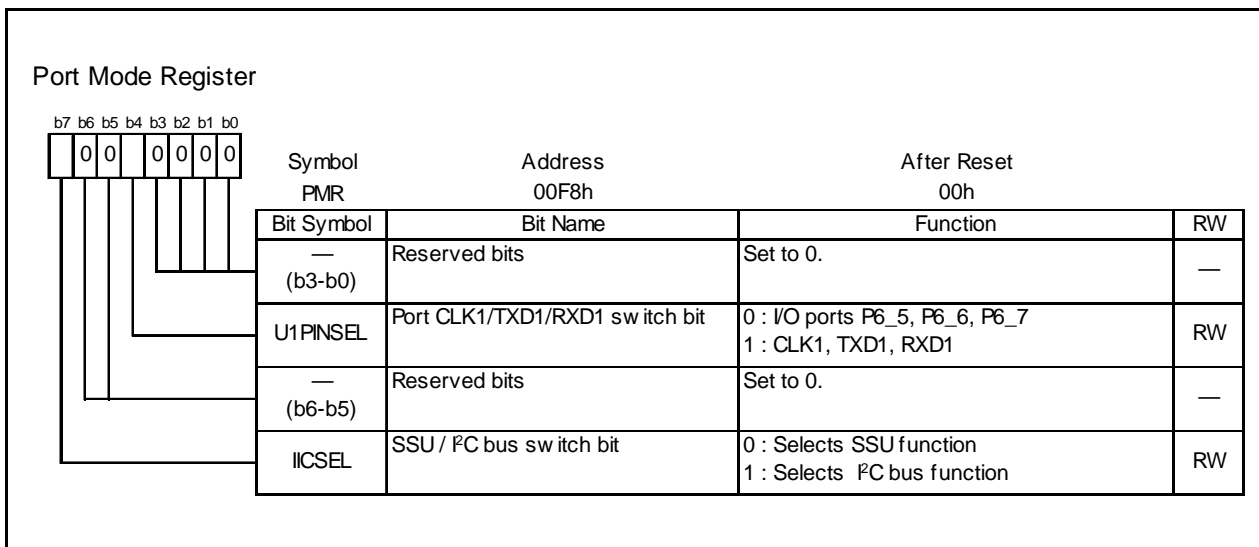 Port Mode Register
b7 b6 b5 b4 b3 b2 b1 b0
0 0 0 0 0 0
Symbol Address After Reset
PMR 00F8h 00h
Bit Symbol Bit Name Function RW
— (b3-b0) Reserved bits Set to 0. —
U1PINSEL Port CLK1/TXD1/RXD1 switch bit 0 : I/O ports P6_5, P6_6, P6_7 RW
1 : CLK1, TXD1, RXD1
— (b6-b5) Reserved bits Set to 0. —
IICSEL SSU / I²C bus switch bit 0 : Selects SSU function RW
1 : Selects I²C bus function